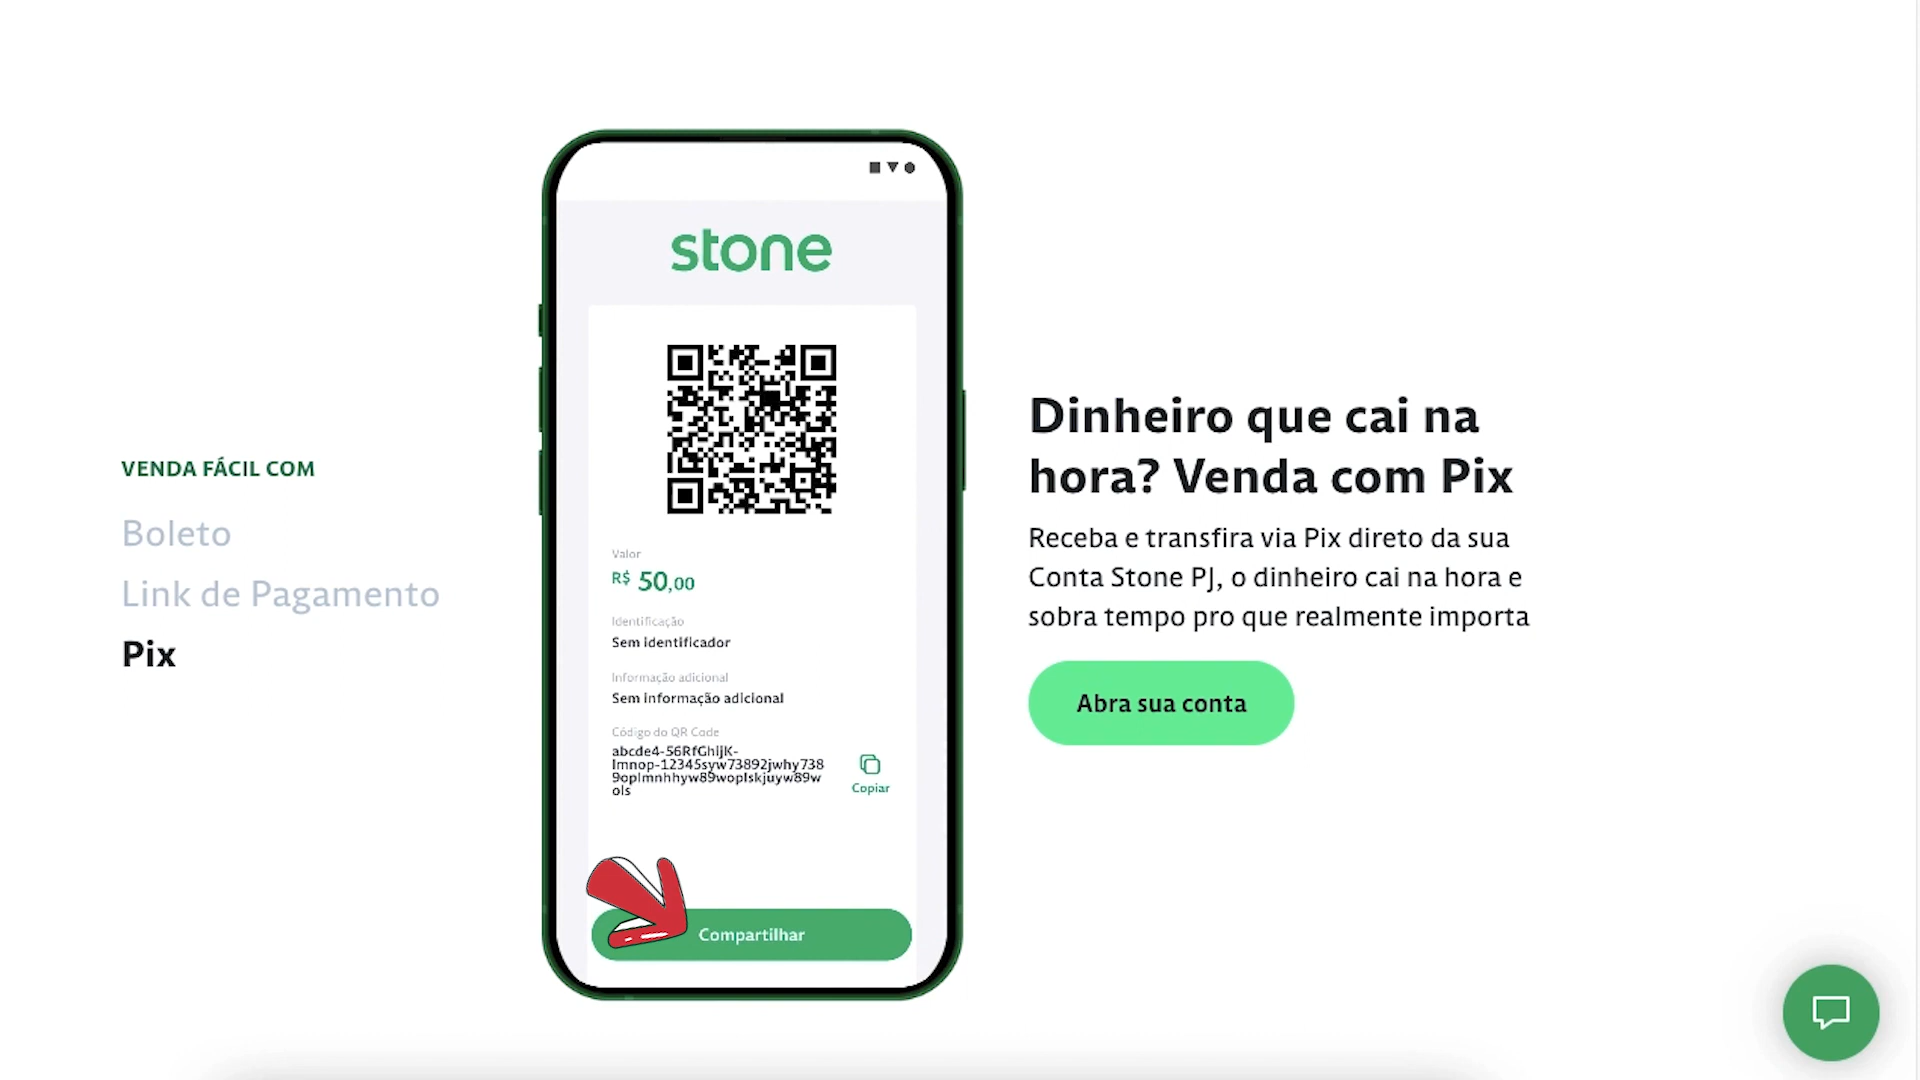 VENDA FÁCIL COM
Boleto
Link de Pagamento
Pix
stone
Valor
R$ 50,00
Identificação
Sem identificador
Informação adicional
Sem informação adicional
Código do QR Code
abcde4-56RfGhijK-
lmnop-12345syw73892jwhy738
9oplmnhhyw89woplskjuyw89w
ols
Copiar
Compartilhar
Dinheiro que cai na
hora? Venda com Pix
Receba e transfira via Pix direto da sua
Conta Stone PJ, o dinheiro cai na hora e
sobra tempo pro que realmente importa
Abra sua conta